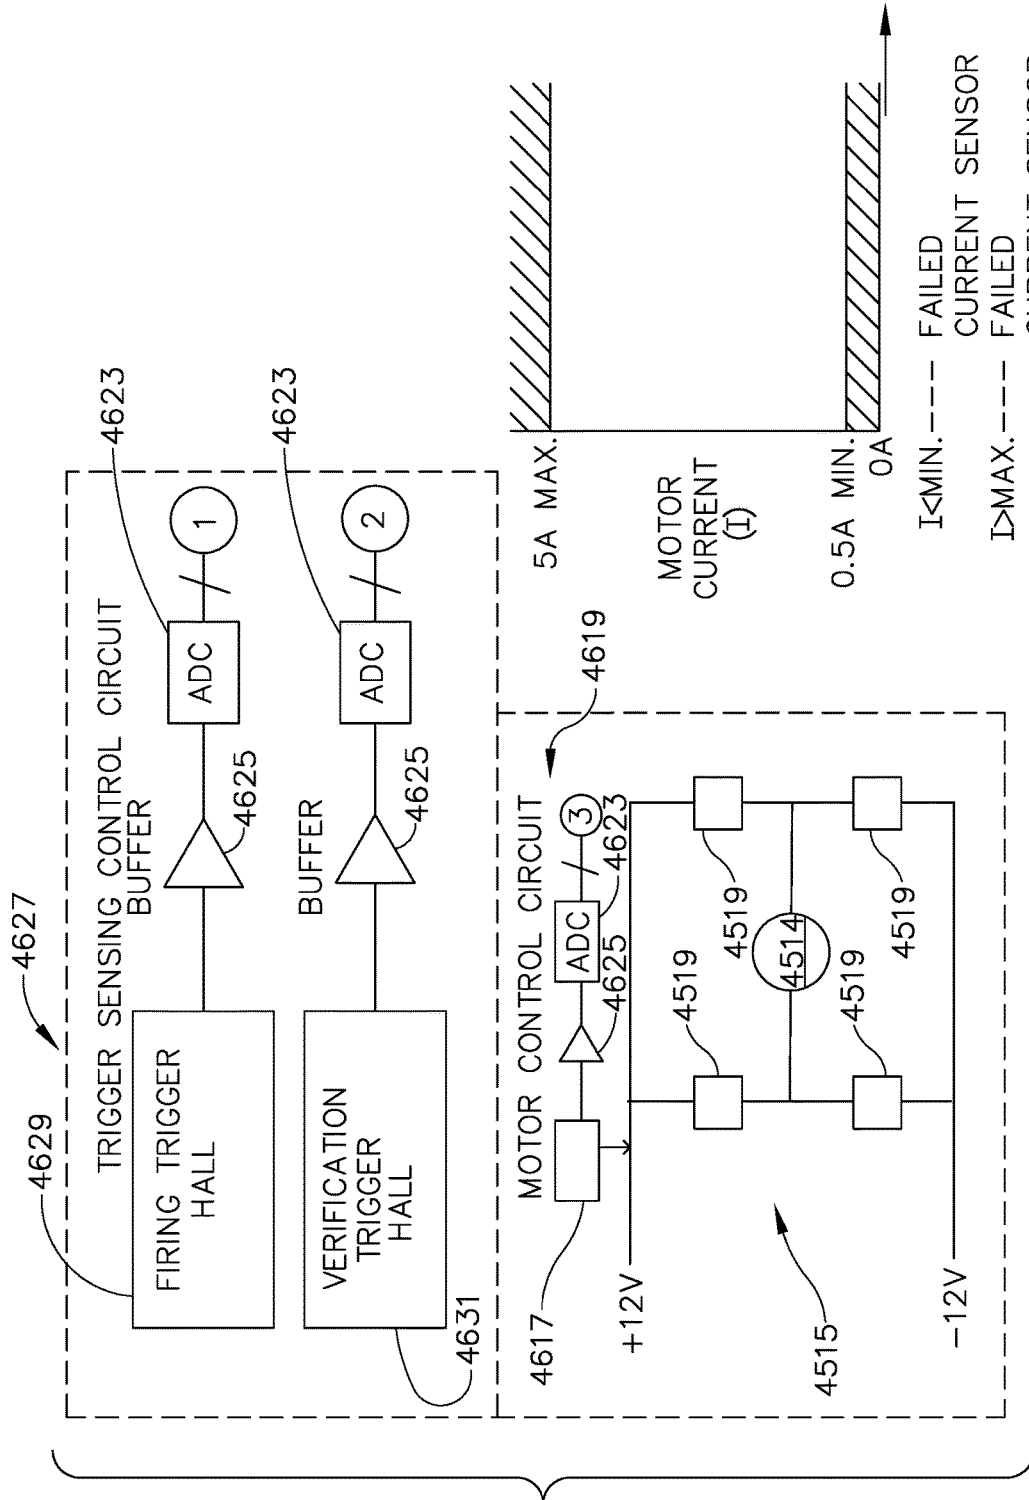 4627
TRIGGER SENSING CONTROL CIRCUIT
4629
FIRING TRIGGER
HALL
BUFFER
4625
ADC
4623
1
VERIFICATION
TRIGGER
HALL
4631
BUFFER
4625
ADC
4623
2
MOTOR CONTROL CIRCUIT
4619
4617
4625
ADC
4623
3
+12V
4519
4519
4514
4519
4519
-12V
4515
5A MAX.
MOTOR
CURRENT
(I)
0.5A MIN.
0A
I<MIN.---- FAILED
CURRENT SENSOR
I>MAX.---- FAILED
CURRENT SENSOR